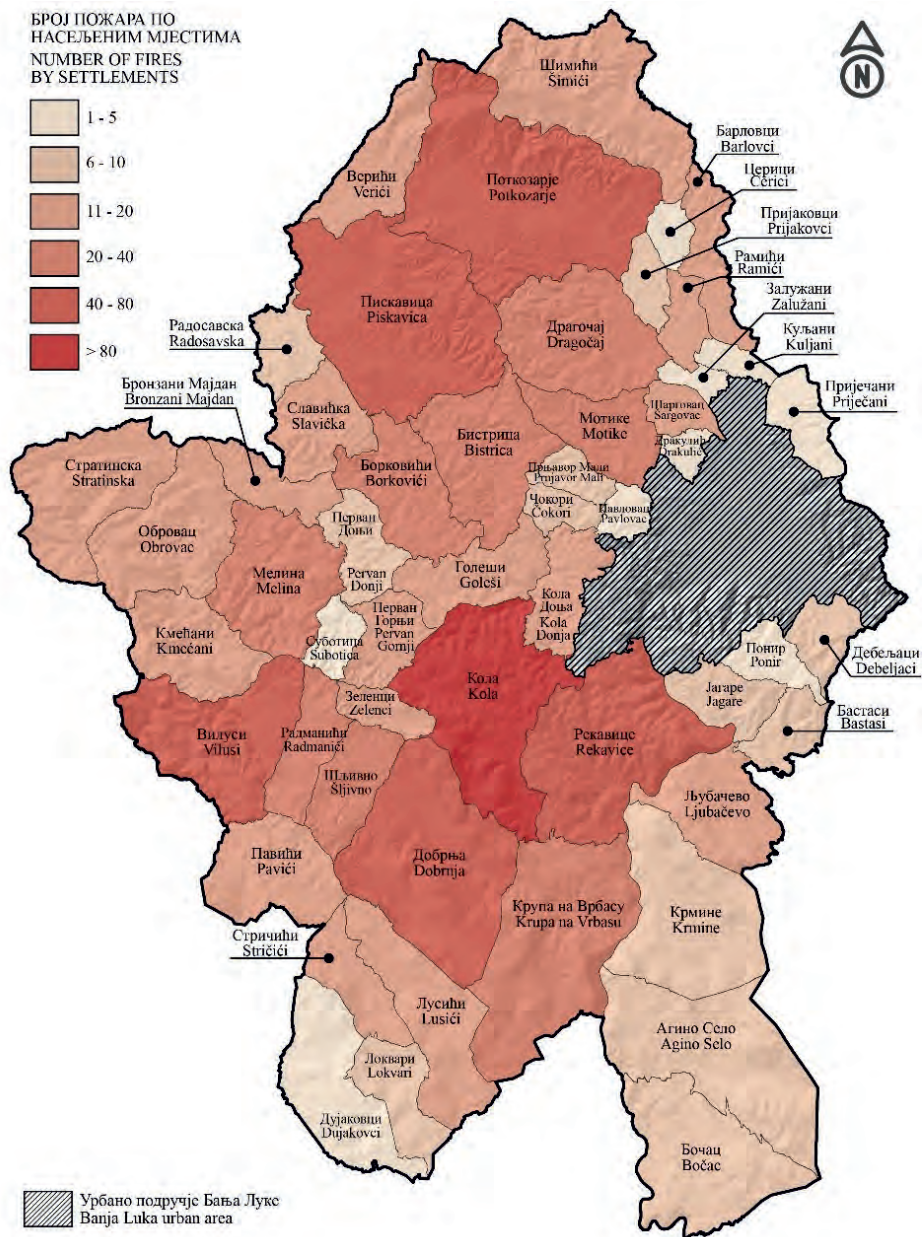 БРОЈ ПОЖАРА ПО
НАСЕЉЕНИМ МЈЕСТИМА
NUMBER OF FIRES
BY SETTLEMENTS
1 - 5
6 - 10
11 - 20
20 - 40
40 - 80
> 80
N
Шимићи
Šimići
Барловци
Barlovci
Церици
Cerici
Верићи
Verići
Поткозарје
Potkozarje
Пријаковци
Prijakovci
Рамићи
Ramići
Пискавица
Piskavica
Залужани
Zalužani
Драгочај
Dragočaj
Радосавска
Radosavska
Куљани
Kuljani
Бронзани Мајдан
Bronzani Majdan
Пријечани
Priječani
Славићка
Slavićka
Шарговац
Šargovac
Мотике
Motike
Бистрица
Bistrica
Дракулић
Drakulić
Стратинска
Stratinska
Борковићи
Borkovići
Прњавор Мали
Prnjavor Mali
Чокори
Čokori
Павловац
Pavlovac
Обровац
Obrovac
Перван
Доњи
Pervan
Donji
Голеши
Goleši
Мелина
Melina
Кола
Доња
Kola
Donja
Перван
Горњи
Pervan
Gornji
Кмећани
Kmećani
Суботица
Subotica
Понир
Ponir
Дебељаци
Debeljaci
Кола
Kola
Јагаре
Jagare
Зеленци
Zelenci
Бастаси
Bastasi
Вилуси
Vilusi
Радманићи
Radmanići
Рекавице
Rekavice
Шљивно
Šljivno
Љубачево
Ljubačevo
Павићи
Pavići
Добрња
Dobrnja
Крупа на Врбасу
Krupa na Vrbasu
Крмине
Krmine
Стричићи
Stričići
Лусићи
Lusići
Агино Село
Agino Selo
Локвари
Lokvari
Дујаковци
Dujakovci
Бочац
Bočac
Урбано подручје Бања Луке
Banja Luka urban area